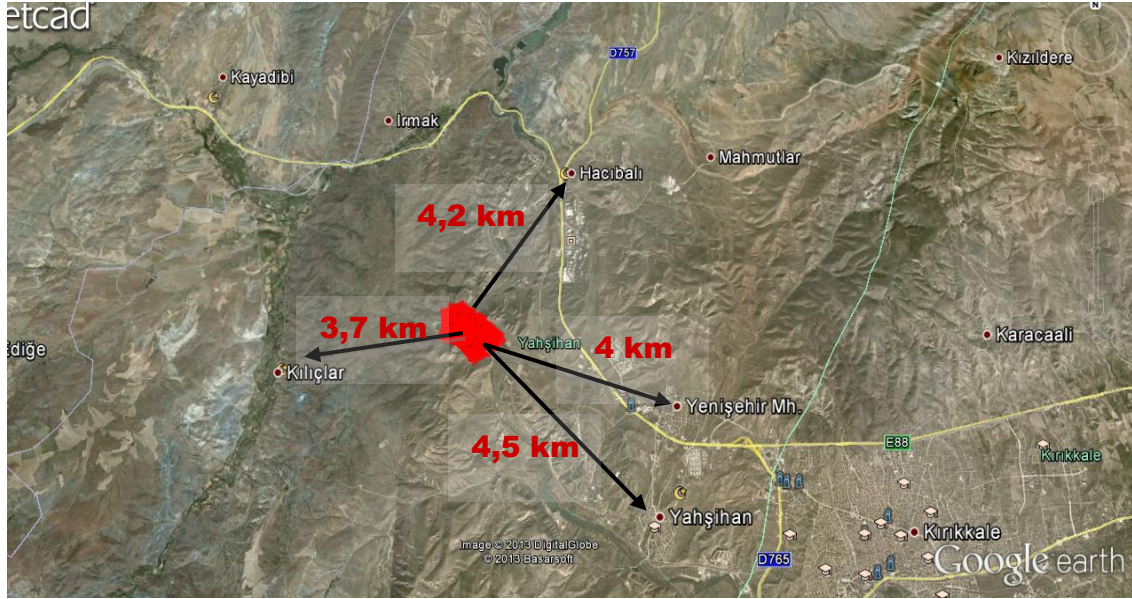 etcad
D757
Kızıldere
Kayadibi
Irmak
Mahmutlar
Hacıbalı
4,2 km
3,7 km
Yahşihan
4 km
Karacaali
Ediğe
Kılıçlar
Yenişehir Mh.
E88
4,5 km
Kırıkkale
Yahşihan
Kırıkkale
Image © 2013 DigitalGlobe
© 2013 Basarsoft
D765
Google earth
N